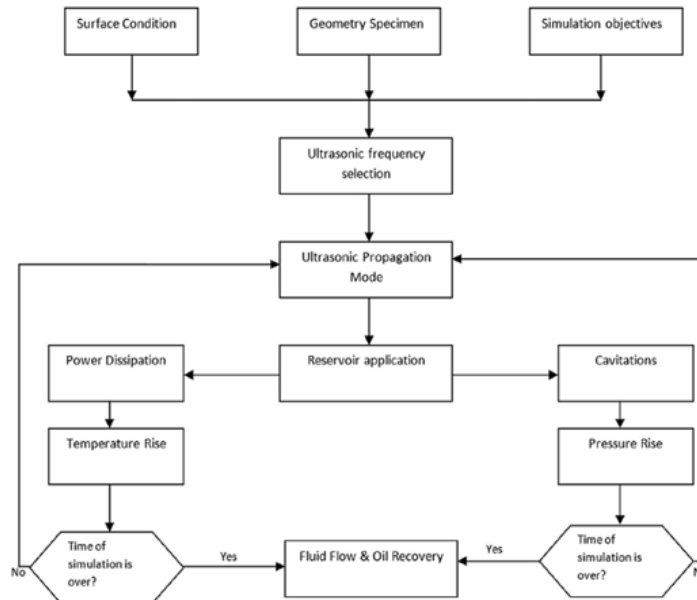 Surface Condition
Geometry Specimen
Simulation objectives
Ultrasonic frequency
selection
Ultrasonic Propagation
Mode
Power Dissipation
Reservoir application
Cavitations
Temperature Rise
Pressure Rise
Time of
simulation is
over?
No
Yes
Fluid Flow & Oil Recovery
Yes
Time of
simulation is
over?